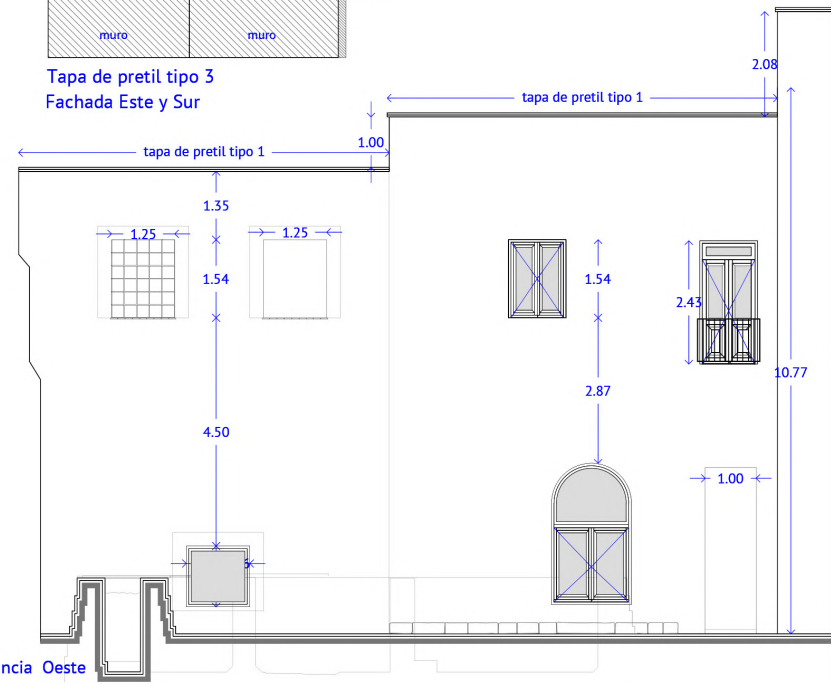 muro
muro
Tapa de pretil tipo 3
Fachada Este y Sur
2.08
tapa de pretil tipo 1
1.00
tapa de pretil tipo 1
1.35
1.25
1.25
1.54
1.54
2.43
10.77
2.87
4.50
1.00
ncia Oeste